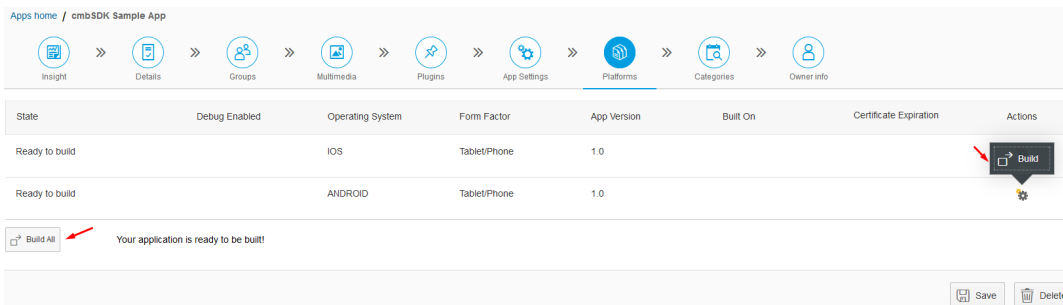 Apps home / cmbSDK Sample App
Insight Details Groups Multimedia Plugins App Settings Platforms Categories Owner info
State Debug Enabled Operating System Form Factor App Version Built On Certificate Expiration Actions
Ready to build IOS Tablet/Phone 1.0 Build
Ready to build ANDROID Tablet/Phone 1.0
Build All Your application is ready to be built!
Save Delete